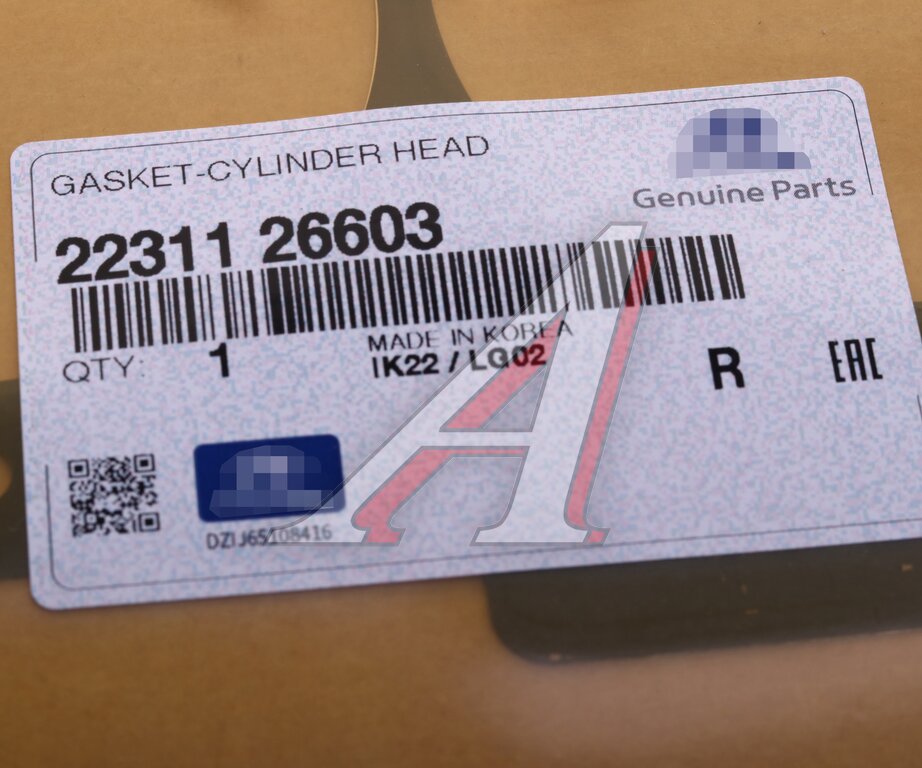 GASKET-CYLINDER HEAD
Genuine Parts
22311 26603
MADE IN KOREA
QTY: 1
IK22 / LG02
R
EAC
DZIJ65108416
A